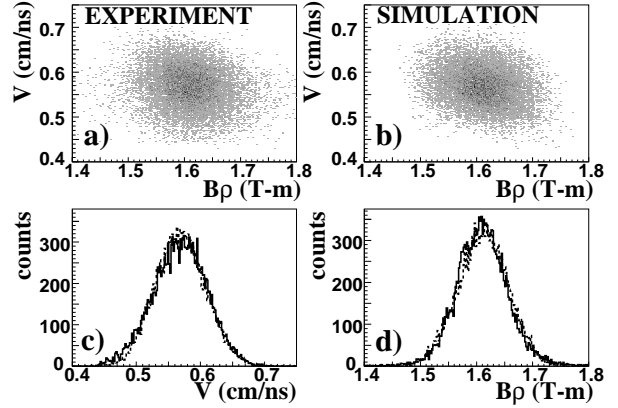 EXPERIMENT
SIMULATION
V (cm/ns)
0.7
0.6
0.5
0.4
a)
1.4 1.5 1.6 1.7 1.8
Bρ (T-m)
V (cm/ns)
0.7
0.6
0.5
0.4
b)
1.4 1.5 1.6 1.7 1.8
Bρ (T-m)
counts
300
200
100
0
c)
0.4 0.5 0.6 0.7
V (cm/ns)
counts
300
200
100
0
d)
1.4 1.5 1.6 1.7 1.8
Bρ (T-m)